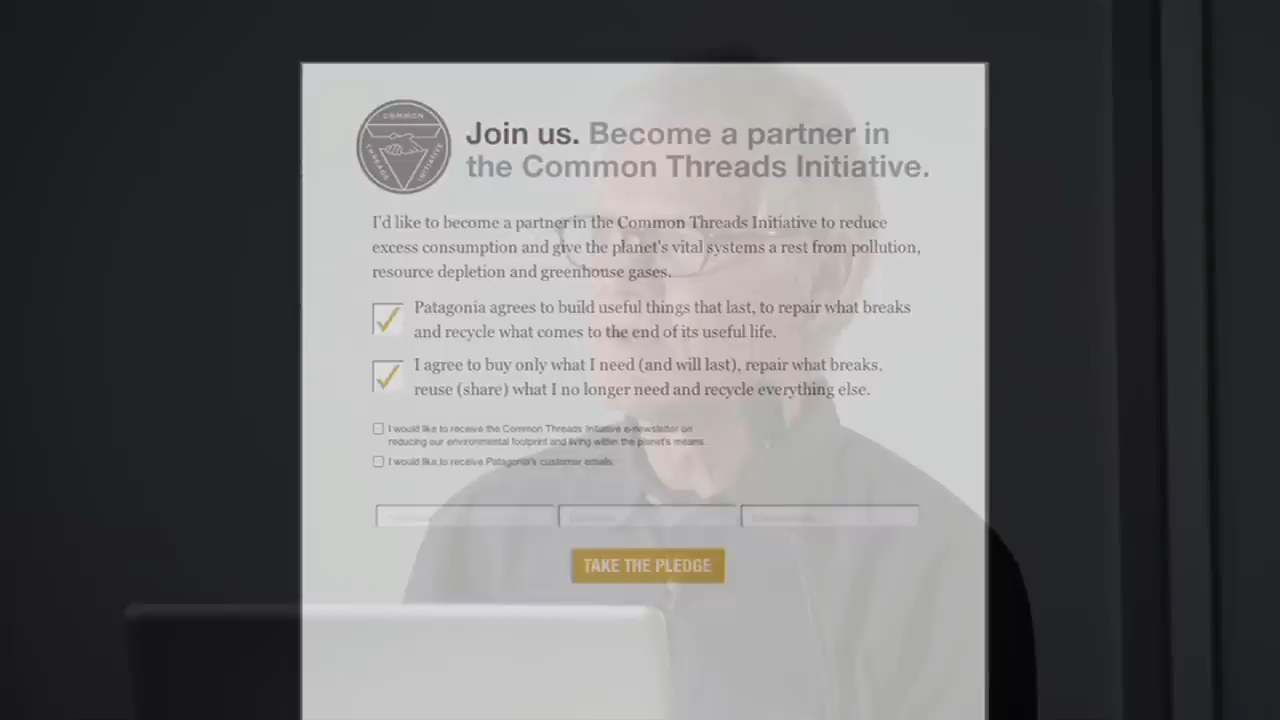 COMMON
THREADS
INITIATIVE
Join us. Become a partner in
the Common Threads Initiative.
I'd like to become a partner in the Common Threads Initiative to reduce
excess consumption and give the planet's vital systems a rest from pollution,
resource depletion and greenhouse gases.
Patagonia agrees to build useful things that last, to repair what breaks
and recycle what comes to the end of its useful life.
I agree to buy only what I need (and will last), repair what breaks,
reuse (share) what I no longer need and recycle everything else.
I would like to receive the Common Threads Initiative e-newsletter on
reducing our environmental footprint and living within the planet's means.
I would like to receive Patagonia's customer emails.
TAKE THE PLEDGE